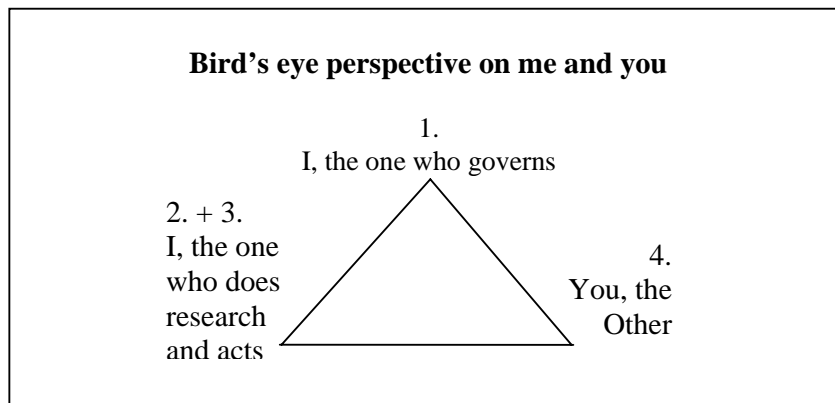 Bird's eye perspective on me and you
1.
I, the one who governs
2. + 3.
I, the one
who does
research
and acts
4.
You, the
Other